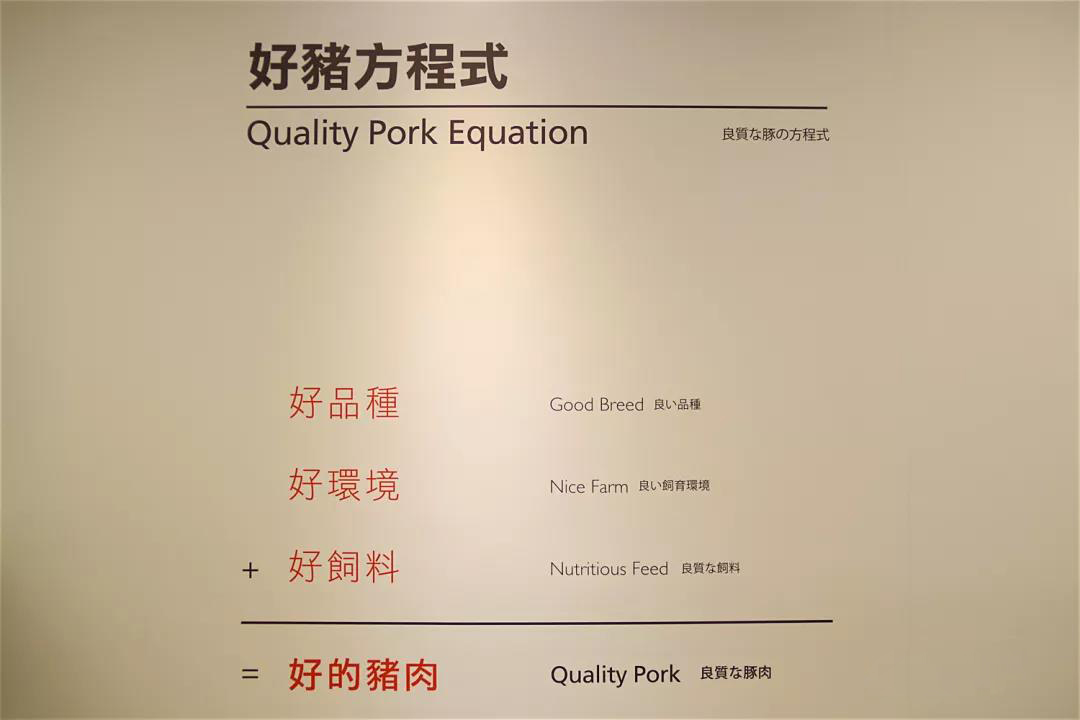 好豬方程式
Quality Pork Equation 良質な豚の方程式
好品種 Good Breed 良い品種
好環境 Nice Farm 良い飼育環境
+ 好飼料 Nutritious Feed 良質な飼料
= 好的豬肉 Quality Pork 良質な豚肉